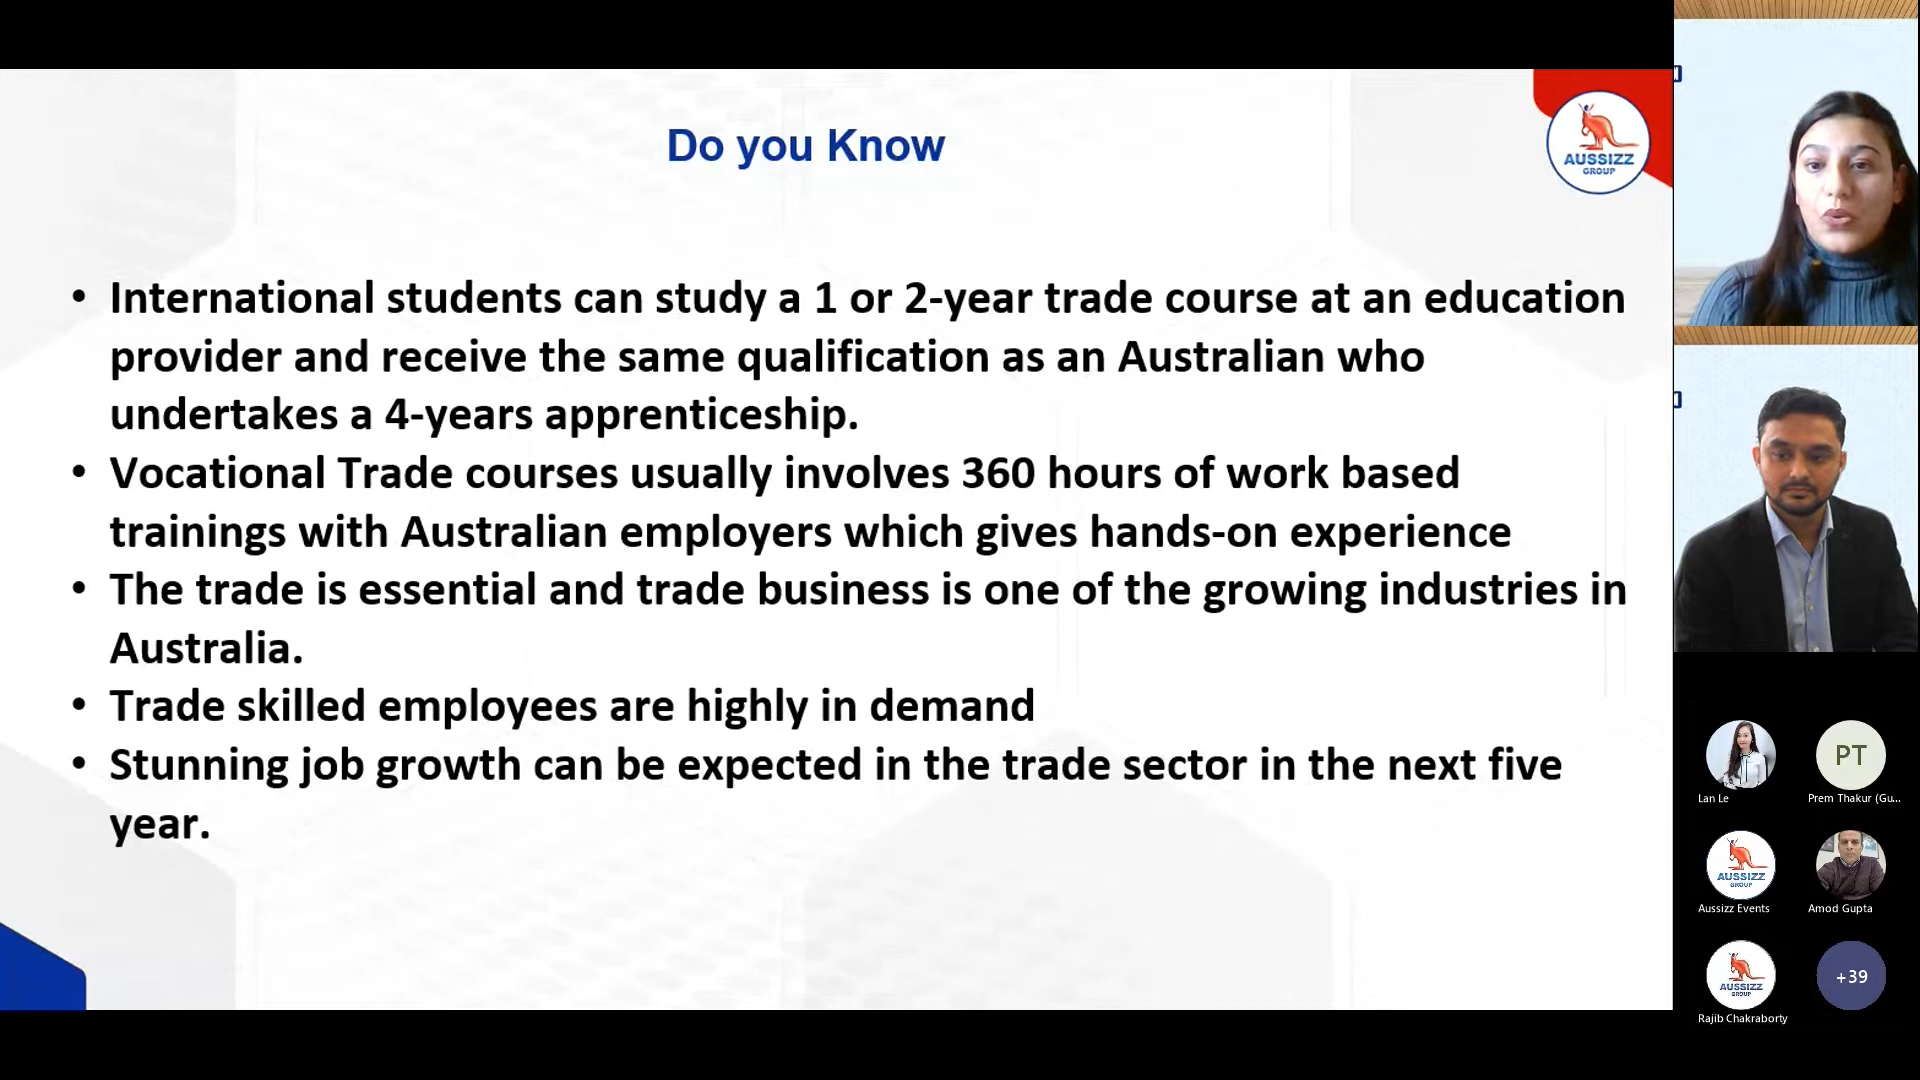 Do you Know
AUSSIZZ
GROUP
• International students can study a 1 or 2-year trade course at an education
provider and receive the same qualification as an Australian who
undertakes a 4-years apprenticeship.
• Vocational Trade courses usually involves 360 hours of work based
trainings with Australian employers which gives hands-on experience
• The trade is essential and trade business is one of the growing industries in
Australia.
• Trade skilled employees are highly in demand
• Stunning job growth can be expected in the trade sector in the next five
year.
PT
Lan Le
Prem Thakur (Gu...
AUSSIZZ
GROUP
Aussizz Events
Amod Gupta
AUSSIZZ
GROUP
+39
Rajib Chakraborty